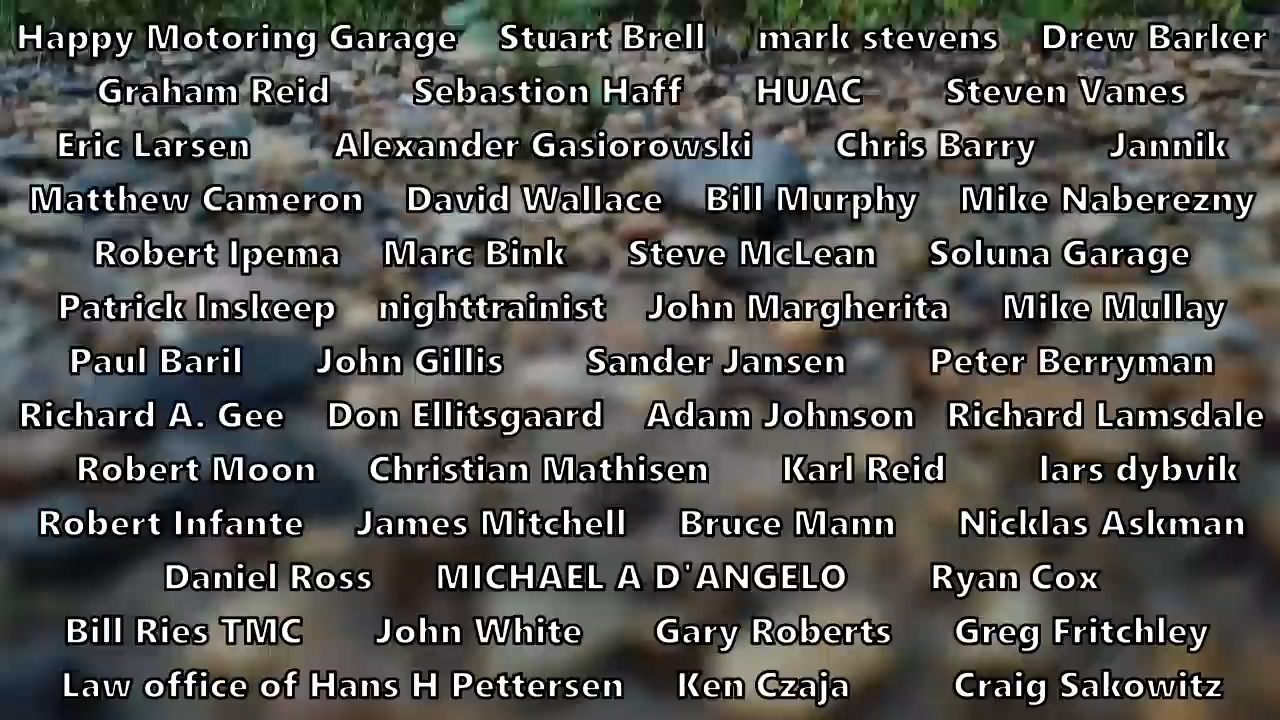 Happy Motoring Garage Stuart Brell mark stevens Drew Barker
Graham Reid Sebastion Haff HUAC Steven Vanes
Eric Larsen Alexander Gasiorowski Chris Barry Jannik
Matthew Cameron David Wallace Bill Murphy Mike Naberezny
Robert Ipema Marc Bink Steve McLean Soluna Garage
Patrick Inskeep nighttrainist John Margherita Mike Mullay
Paul Baril John Gillis Sander Jansen Peter Berryman
Richard A. Gee Don Ellitsgaard Adam Johnson Richard Lamsdale
Robert Moon Christian Mathisen Karl Reid lars dybvik
Robert Infante James Mitchell Bruce Mann Nicklas Askman
Daniel Ross MICHAEL A D'ANGELO Ryan Cox
Bill Ries TMC John White Gary Roberts Greg Fritchley
Law office of Hans H Pettersen Ken Czaja Craig Sakowitz